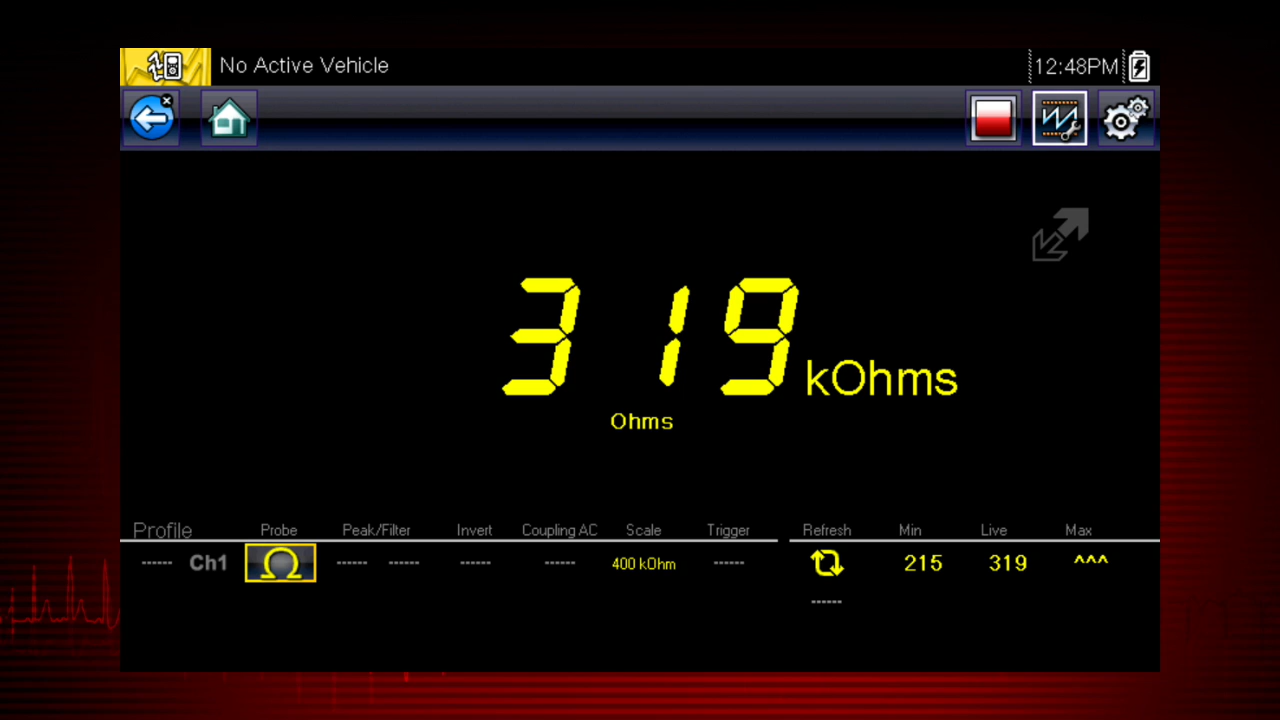 No Active Vehicle 12:48PM
319 kOhms
Ohms
Profile Probe Peak/Filter Invert Coupling AC Scale Trigger Refresh Min Live Max
------ Ch1 Ω ------ ------ ------ ------ 400 kOhm ------ 215 319 ^^^
------